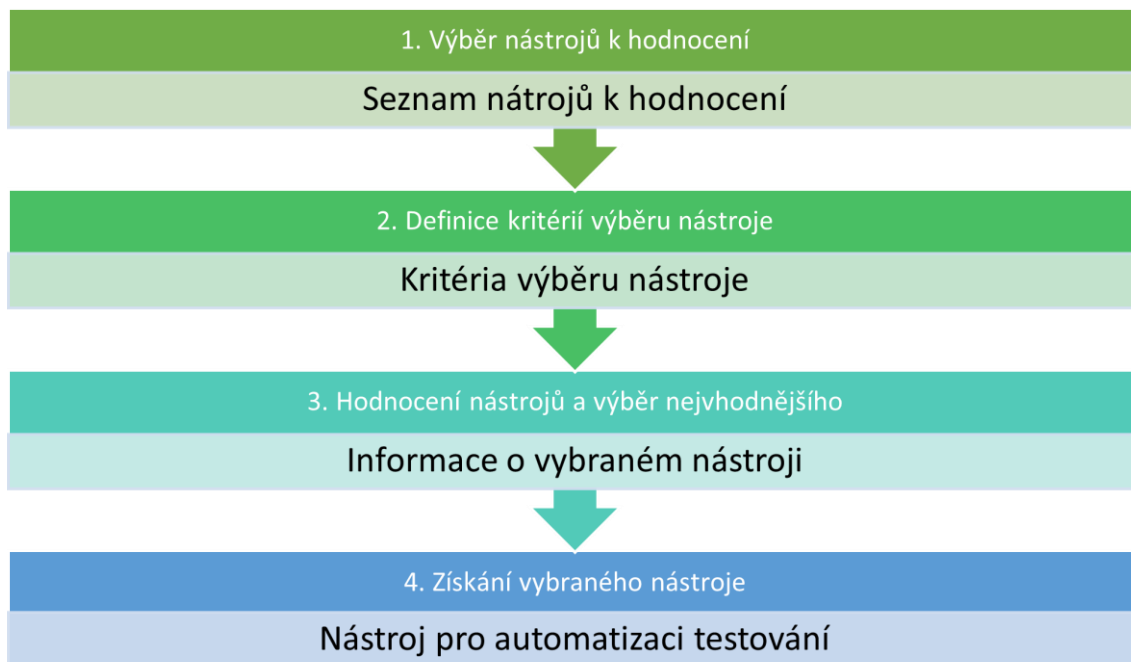 1. Výběr nástrojů k hodnocení
Seznam nátrojů k hodnocení
2. Definice kritérií výběru nástroje
Kritéria výběru nástroje
3. Hodnocení nástrojů a výběr nejvhodnějšího
Informace o vybraném nástroji
4. Získání vybraného nástroje
Nástroj pro automatizaci testování